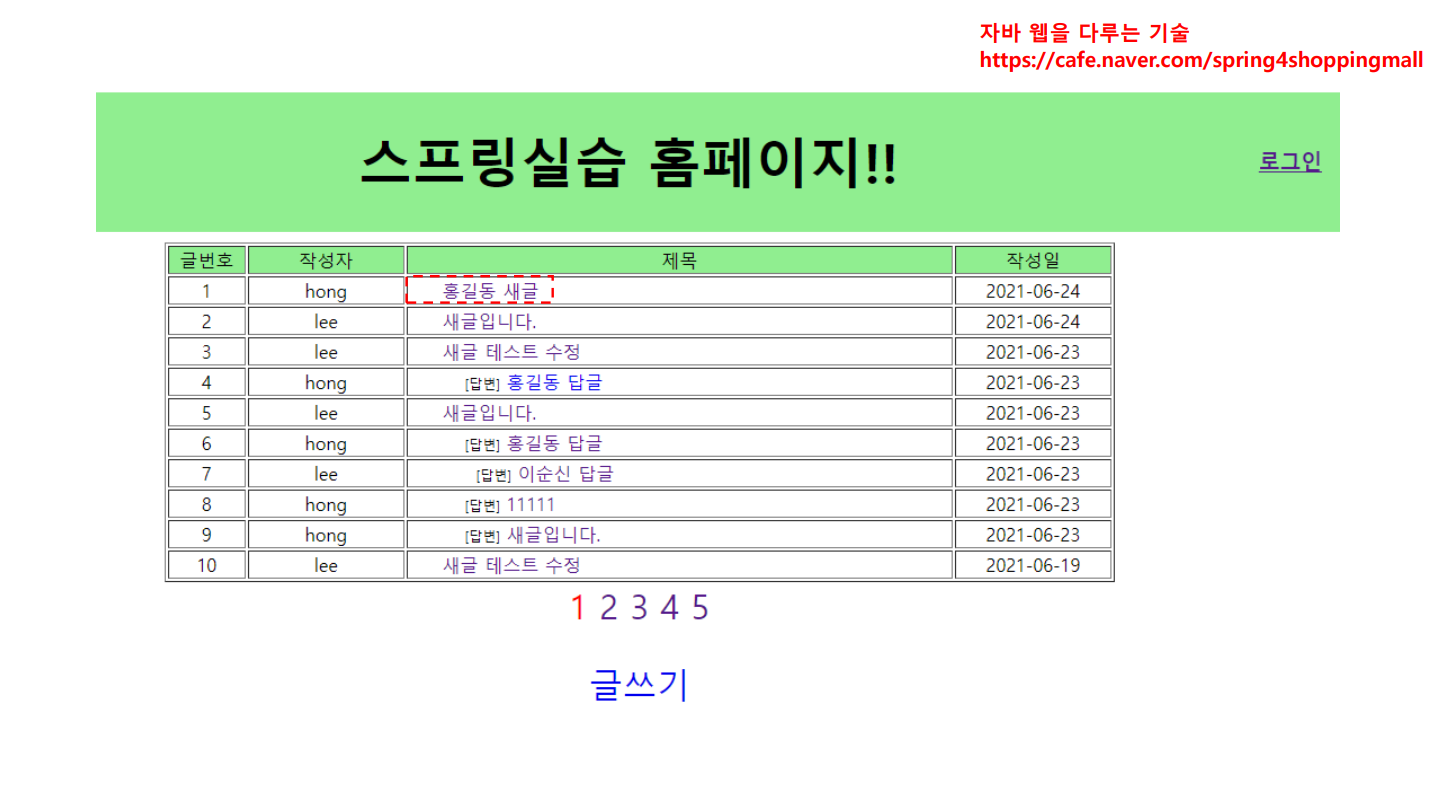 자바 웹을 다루는 기술
https://cafe.naver.com/spring4shoppingmall
스프링실습 홈페이지!! 로그인
글번호 작성자 제목 작성일
1 hong 홍길동 새글 2021-06-24
2 lee 새글입니다. 2021-06-24
3 lee 새글 테스트 수정 2021-06-23
4 hong [답변] 홍길동 답글 2021-06-23
5 lee 새글입니다. 2021-06-23
6 hong [답변] 홍길동 답글 2021-06-23
7 lee [답변] 이순신 답글 2021-06-23
8 hong [답변] 11111 2021-06-23
9 hong [답변] 새글입니다. 2021-06-23
10 lee 새글 테스트 수정 2021-06-19
1 2 3 4 5
글쓰기